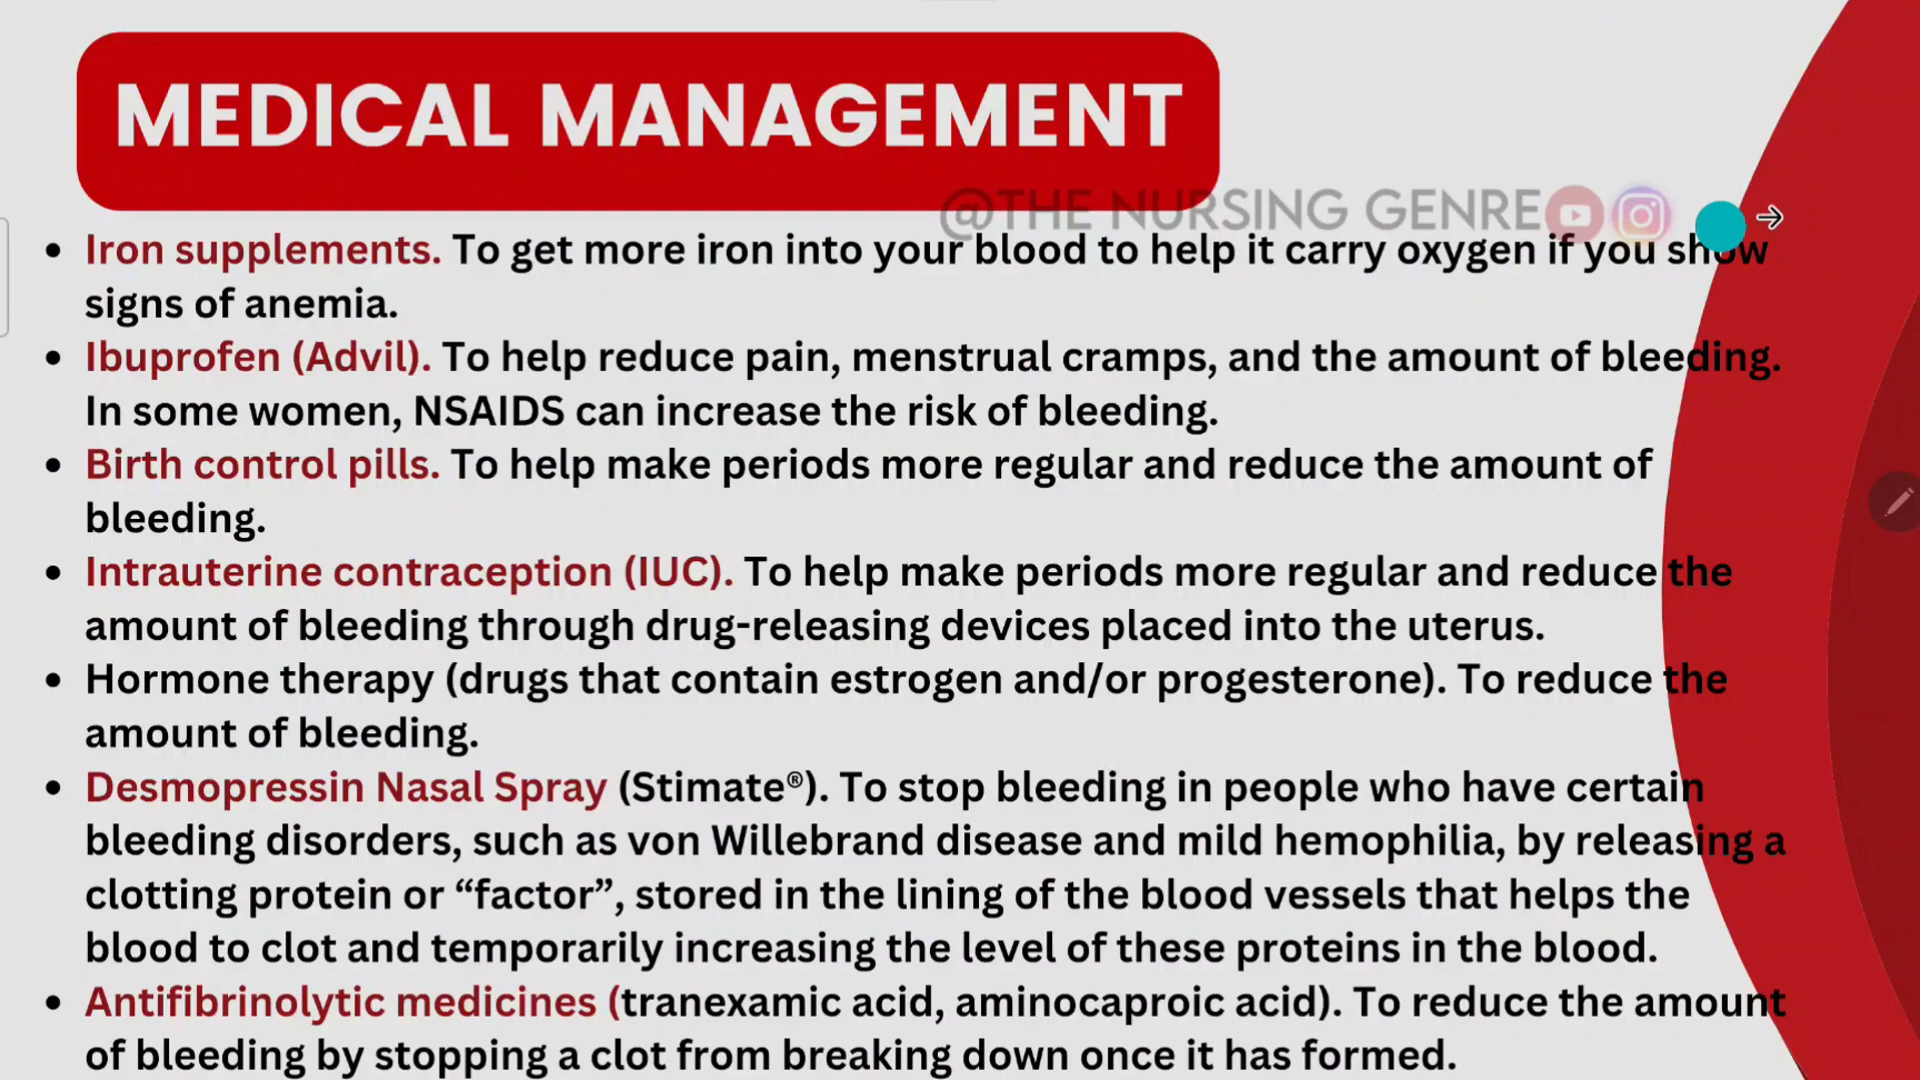 MEDICAL MANAGEMENT
@THE NURSING GENRE
• Iron supplements. To get more iron into your blood to help it carry oxygen if you show
signs of anemia.
• Ibuprofen (Advil). To help reduce pain, menstrual cramps, and the amount of bleeding.
In some women, NSAIDS can increase the risk of bleeding.
• Birth control pills. To help make periods more regular and reduce the amount of
bleeding.
• Intrauterine contraception (IUC). To help make periods more regular and reduce the
amount of bleeding through drug-releasing devices placed into the uterus.
• Hormone therapy (drugs that contain estrogen and/or progesterone). To reduce the
amount of bleeding.
• Desmopressin Nasal Spray (Stimate®). To stop bleeding in people who have certain
bleeding disorders, such as von Willebrand disease and mild hemophilia, by releasing a
clotting protein or “factor”, stored in the lining of the blood vessels that helps the
blood to clot and temporarily increasing the level of these proteins in the blood.
• Antifibrinolytic medicines (tranexamic acid, aminocaproic acid). To reduce the amount
of bleeding by stopping a clot from breaking down once it has formed.